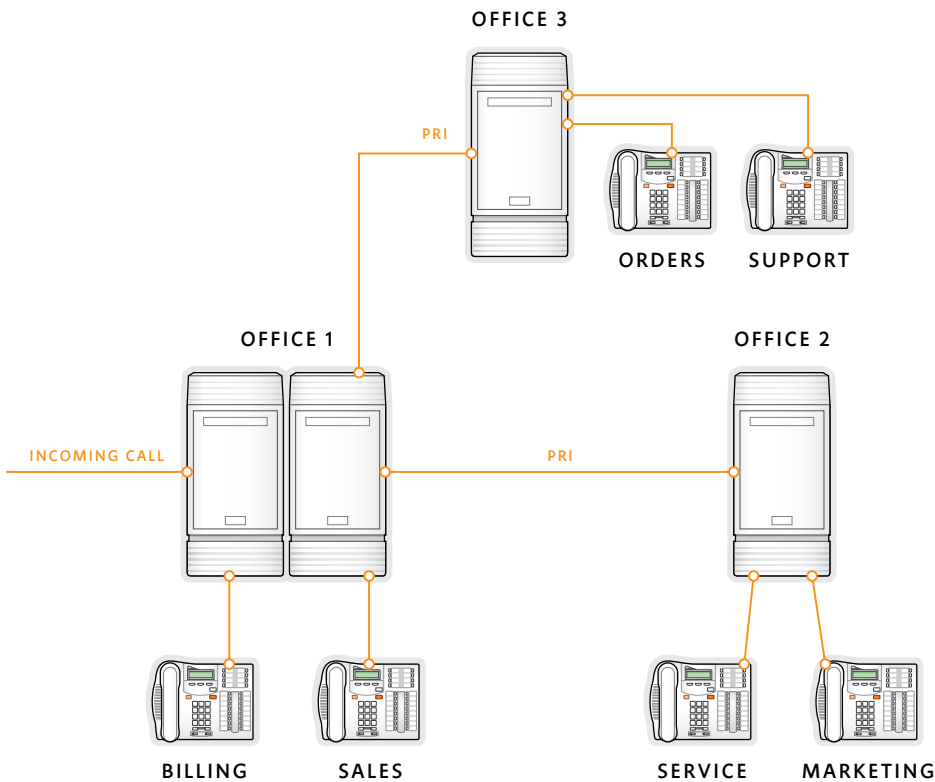 OFFICE 3
PRI
ORDERS
SUPPORT
OFFICE 1
OFFICE 2
INCOMING CALL
PRI
BILLING
SALES
SERVICE
MARKETING